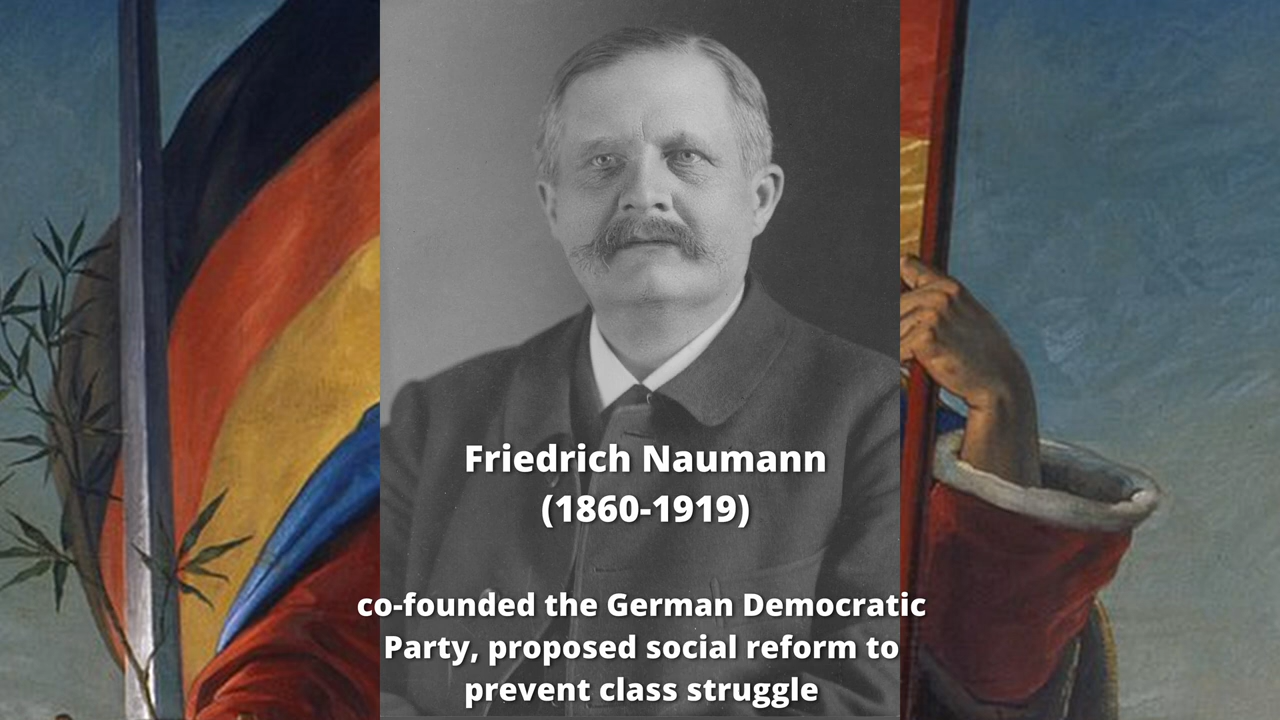 Friedrich Naumann
(1860-1919)
co-founded the German Democratic
Party, proposed social reform to
prevent class struggle